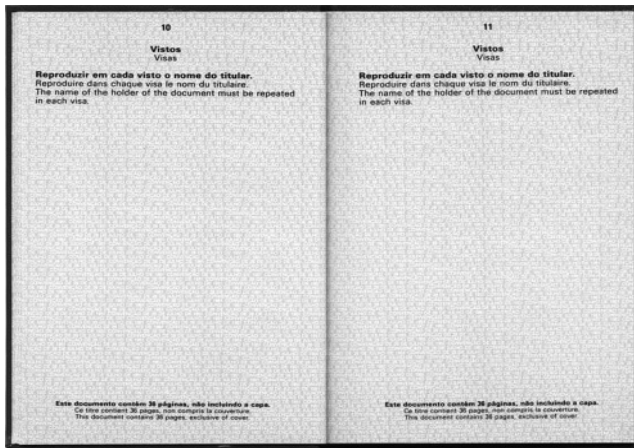 10
Vistos
Visas
Reproduzir em cada visto o nome do titular.
Reproduire dans chaque visa le nom du titulaire.
The name of the holder of the document must be repeated
in each visa.
Este documento contêm 36 páginas, não incluindo a capa.
Ce titre contient 36 pages, non compris la couverture.
This document contains 36 pages, exclusive of cover.
11
Vistos
Visas
Reproduzir em cada visto o nome do titular.
Reproduire dans chaque visa le nom du titulaire.
The name of the holder of the document must be repeated
in each visa.
Este documento contêm 36 páginas, não incluindo a capa.
Ce titre contient 36 pages, non compris la couverture.
This document contains 36 pages, exclusive of cover.